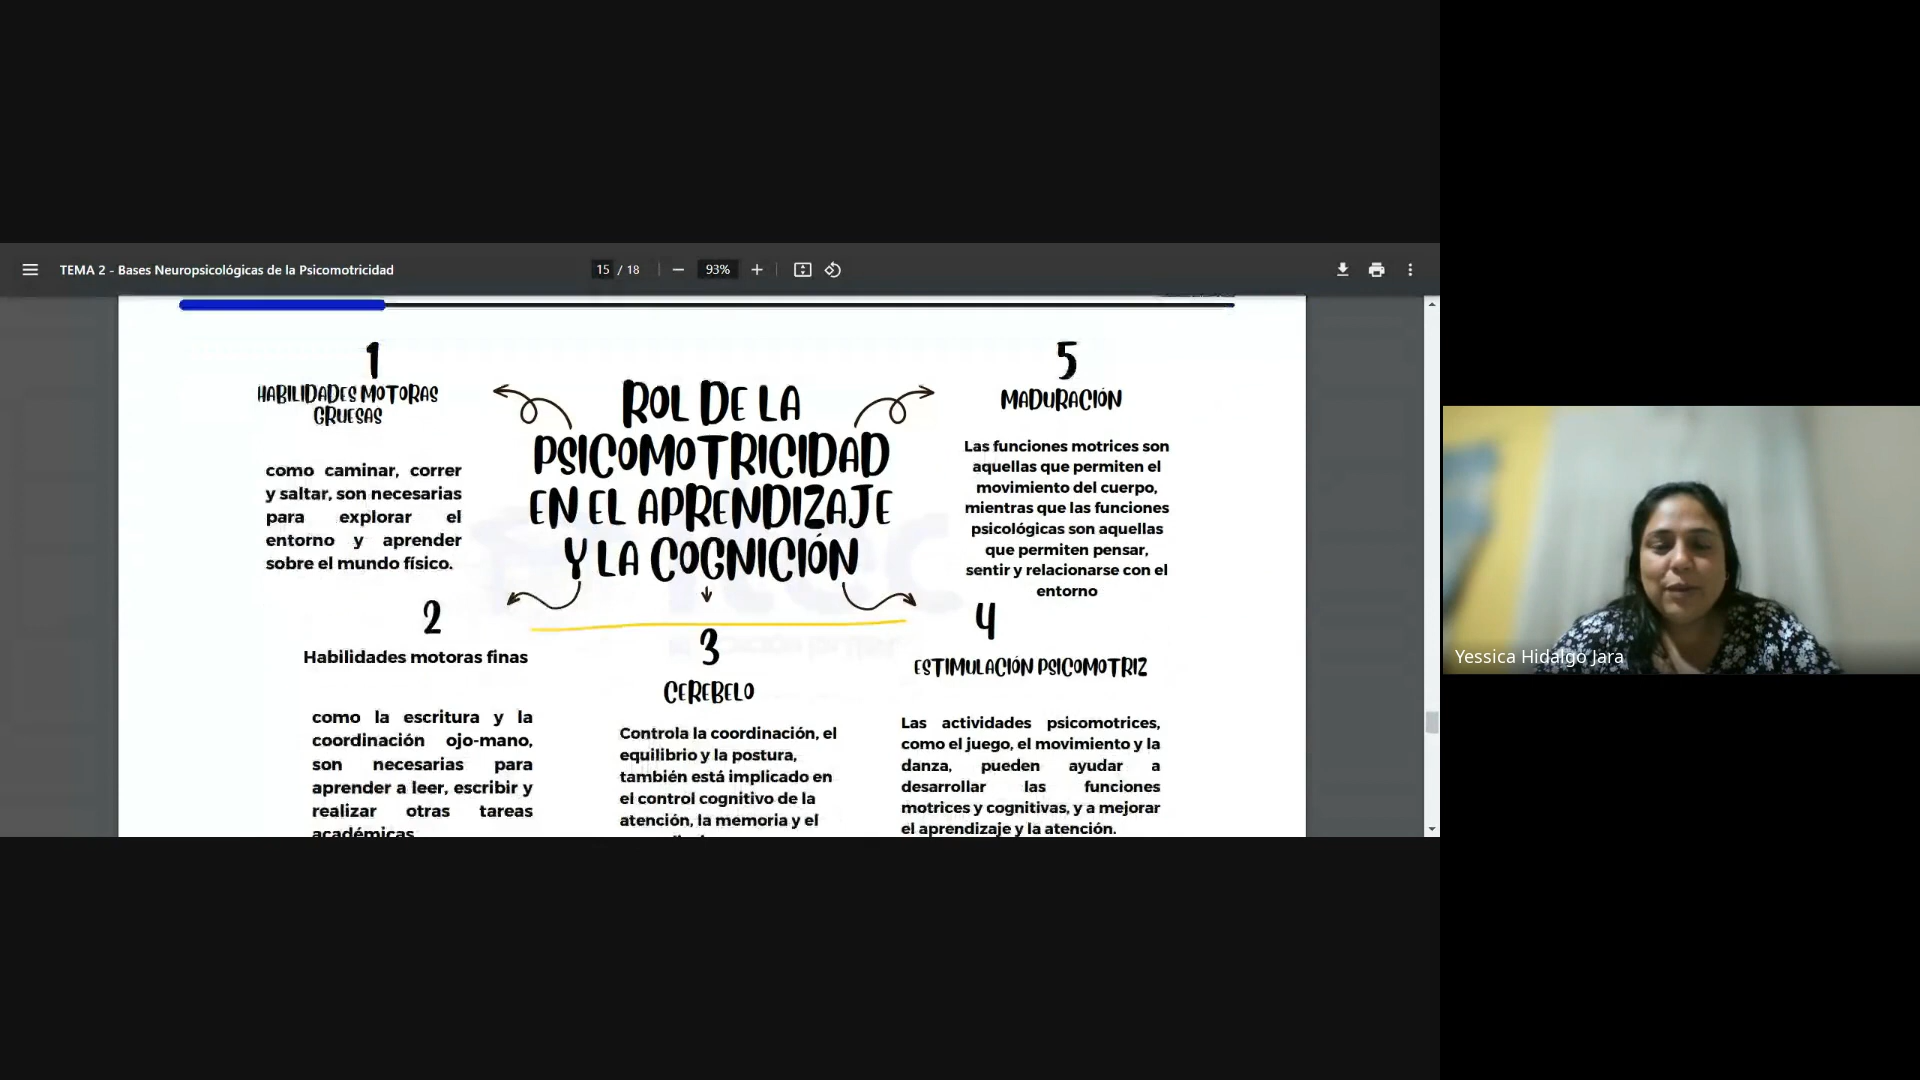 TEMA 2 - Bases Neuropsicológicas de la Psicomotricidad
15 / 18
93%
1
HABILIDADES MOTORAS
GRUESAS
como caminar, correr
y saltar, son necesarias
para explorar el
entorno y aprender
sobre el mundo físico.
ROL DE LA
PSICOMOTRICIDAD
EN EL APRENDIZAJE
Y LA COGNICIÓN
5
MADURACIÓN
Las funciones motrices son
aquellas que permiten el
movimiento del cuerpo,
mientras que las funciones
psicológicas son aquellas
que permiten pensar,
sentir y relacionarse con el
entorno
2
Habilidades motoras finas
como la escritura y la
coordinación ojo-mano,
son necesarias para
aprender a leer, escribir y
realizar otras tareas
académicas
3
CEREBELO
Controla la coordinación, el
equilibrio y la postura,
también está implicado en
el control cognitivo de la
atención, la memoria y el
4
ESTIMULACIÓN PSICOMOTRIZ
Las actividades psicomotrices,
como el juego, el movimiento y la
danza, pueden ayudar a
desarrollar las funciones
motrices y cognitivas, y a mejorar
el aprendizaje y la atención.
Yessica Hidalgo Jara